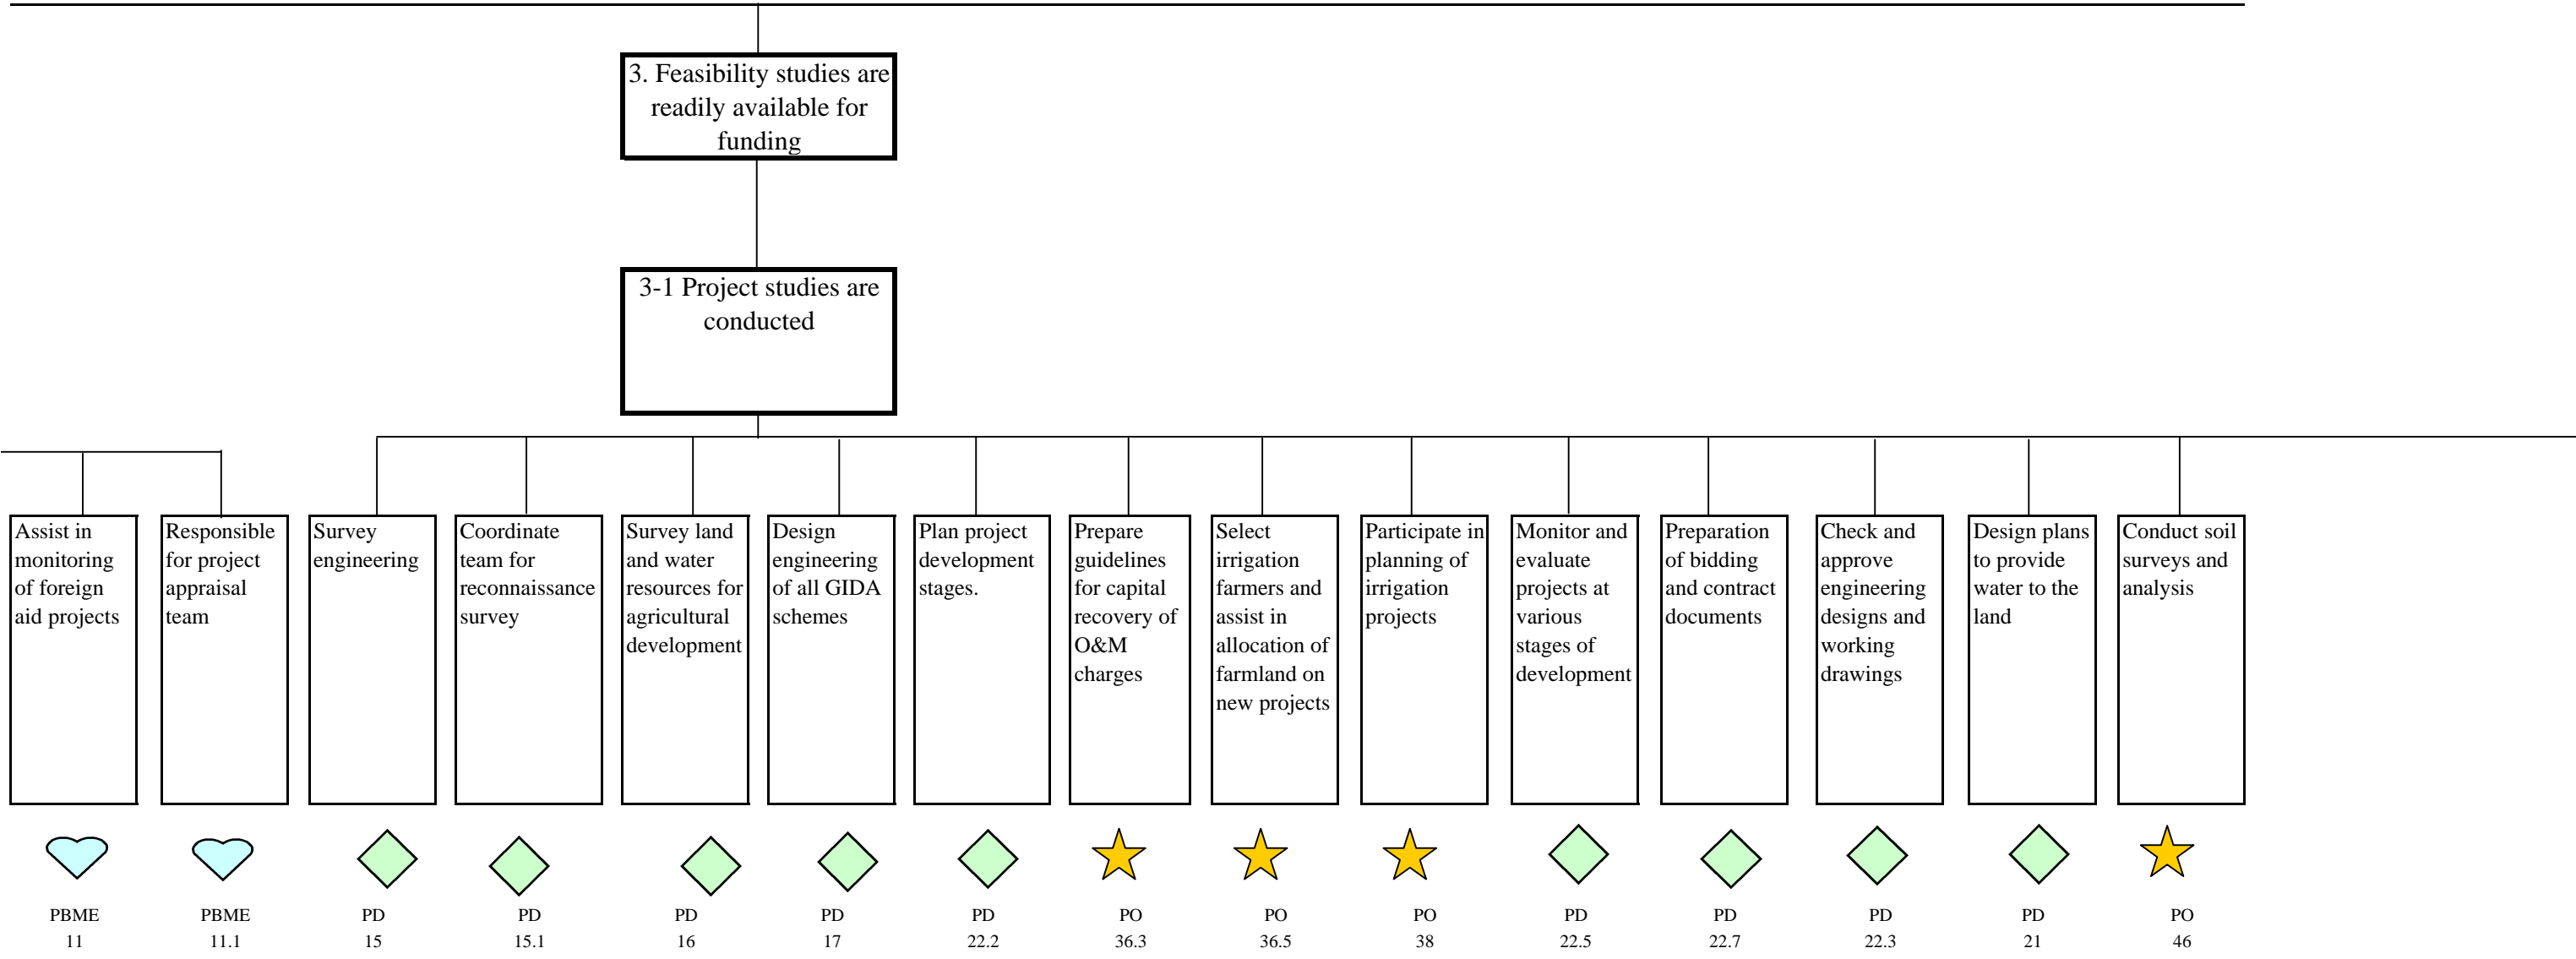 3. Feasibility studies are
readily available for
funding
3-1 Project studies are
conducted
Assist in
monitoring
of foreign
aid projects
Responsible
for project
appraisal
team
Survey
engineering
Coordinate
team for
reconnaissance
survey
Survey land
and water
resources for
agricultural
development
Design
engineering
of all GIDA
schemes
Plan project
development
stages.
Prepare
guidelines
for capital
recovery of
O&M
charges
Select
irrigation
farmers and
assist in
allocation of
farmland on
new projects
Participate in
planning of
irrigation
projects
Monitor and
evaluate
projects at
various
stages of
development
Preparation
of bidding
and contract
documents
Check and
approve
engineering
designs and
working
drawings
Design plans
to provide
water to the
land
Conduct soil
surveys and
analysis
PBME
11
PBME
11.1
PD
15
PD
15.1
PD
16
PD
17
PD
22.2
PO
36.3
PO
36.5
PO
38
PD
22.5
PD
22.7
PD
22.3
PD
21
PO
46